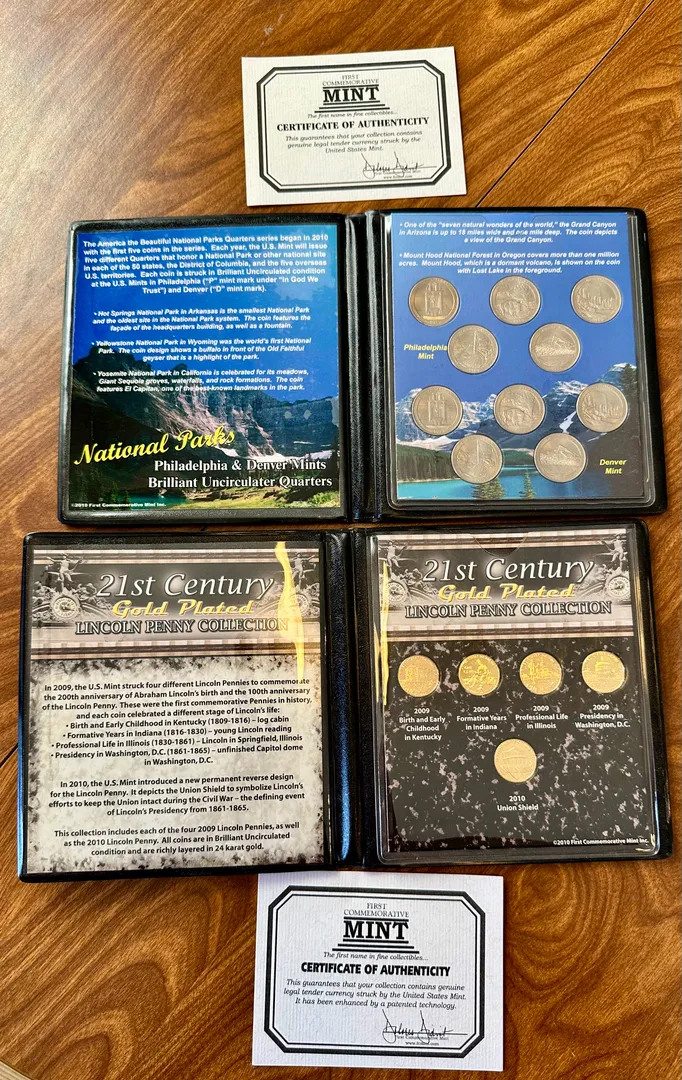 FIRST
COMMEMORATIVE
MINT
The first name in fine collectibles...
CERTIFICATE OF AUTHENTICITY
This guarantees that your collection contains
genuine legal tender currency struck by the
United States Mint.
First Commemorative Mint
www.fcmint.com
The America the Beautiful National Parks Quarters series began in 2010
with the first five coins in the series. Each year, the U.S. Mint will issue
five different Quarters that honor a National Park or other national site
in each of the 50 states, the District of Columbia, and the five overseas
U.S. territories. Each coin is struck in Brilliant Uncirculated condition
at the U.S. Mints in Philadelphia ("P" mint mark under "In God We
Trust") and Denver ("D" mint mark).
• Hot Springs National Park in Arkansas is the smallest National Park
and the oldest site in the National Park system. The coin features the
façade of the headquarters building, as well as a fountain.
• Yellowstone National Park in Wyoming was the world's first National
Park. The coin design shows a buffalo in front of the Old Faithful
geyser that is a highlight of the park.
• Yosemite National Park in California is celebrated for its meadows,
Giant Sequoia groves, waterfalls, and rock formations. The coin
features El Capitan, one of the best-known landmarks in the park.
National Parks
Philadelphia & Denver Mints
Brilliant Uncirculater Quarters
©2010 First Commemorative Mint Inc.
• One of the "seven natural wonders of the world," the Grand Canyon
in Arizona is up to 18 miles wide and one mile deep. The coin depicts
a view of the Grand Canyon.
• Mount Hood National Forest in Oregon covers more than one million
acres. Mount Hood, which is a dormant volcano, is shown on the coin
with Lost Lake in the foreground.
Philadelphia
Mint
Denver
Mint
21st Century
Gold Plated
LINCOLN PENNY COLLECTION
In 2009, the U.S. Mint struck four different Lincoln Pennies to commemorate
the 200th anniversary of Abraham Lincoln's birth and the 100th anniversary
of the Lincoln Penny. These were the first commemorative Pennies in history,
and each coin celebrated a different stage of Lincoln's life:
• Birth and Early Childhood in Kentucky (1809-1816) – log cabin
• Formative Years in Indiana (1816-1830) – young Lincoln reading
• Professional Life in Illinois (1830-1861) – Lincoln in Springfield, Illinois
• Presidency in Washington, D.C. (1861-1865) – unfinished Capitol dome
in Washington, D.C.
In 2010, the U.S. Mint introduced a new permanent reverse design
for the Lincoln Penny. It depicts the Union Shield to symbolize Lincoln's
efforts to keep the Union intact during the Civil War – the defining event
of Lincoln's Presidency from 1861-1865.
This collection includes each of the four 2009 Lincoln Pennies, as well
as the 2010 Lincoln Penny. All coins are in Brilliant Uncirculated
condition and are richly layered in 24 karat gold.
21st Century
Gold Plated
LINCOLN PENNY COLLECTION
2009
Birth and Early
Childhood
in Kentucky
2009
Formative Years
in Indiana
2009
Professional Life
in Illinois
2009
Presidency in
Washington, D.C.
2010
Union Shield
©2010 First Commemorative Mint Inc.
FIRST
COMMEMORATIVE
MINT
The first name in fine collectibles...
CERTIFICATE OF AUTHENTICITY
This guarantees that your collection contains genuine
legal tender currency struck by the United States Mint.
It has been enhanced by a patented technology.
First Commemorative Mint
www.fcmint.com